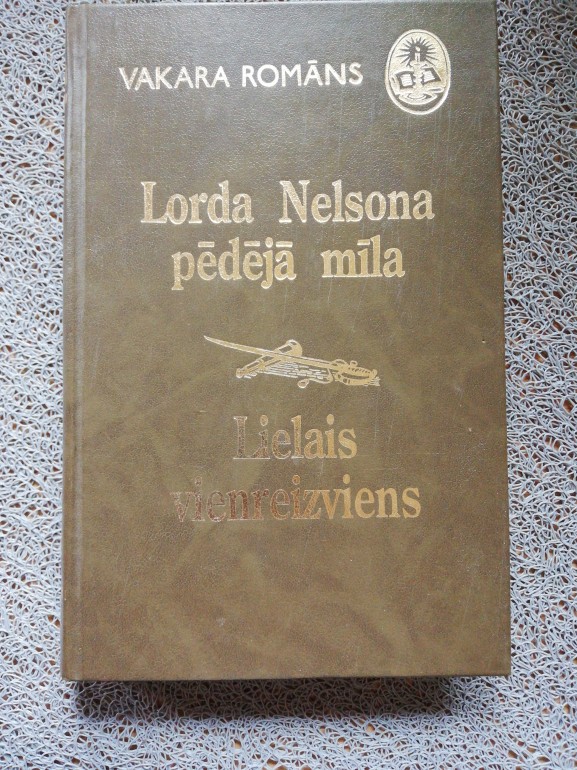 VAKARA ROMĀNS
Lorda Nelsona
pēdējā mīla
Lielais
vienreizviens